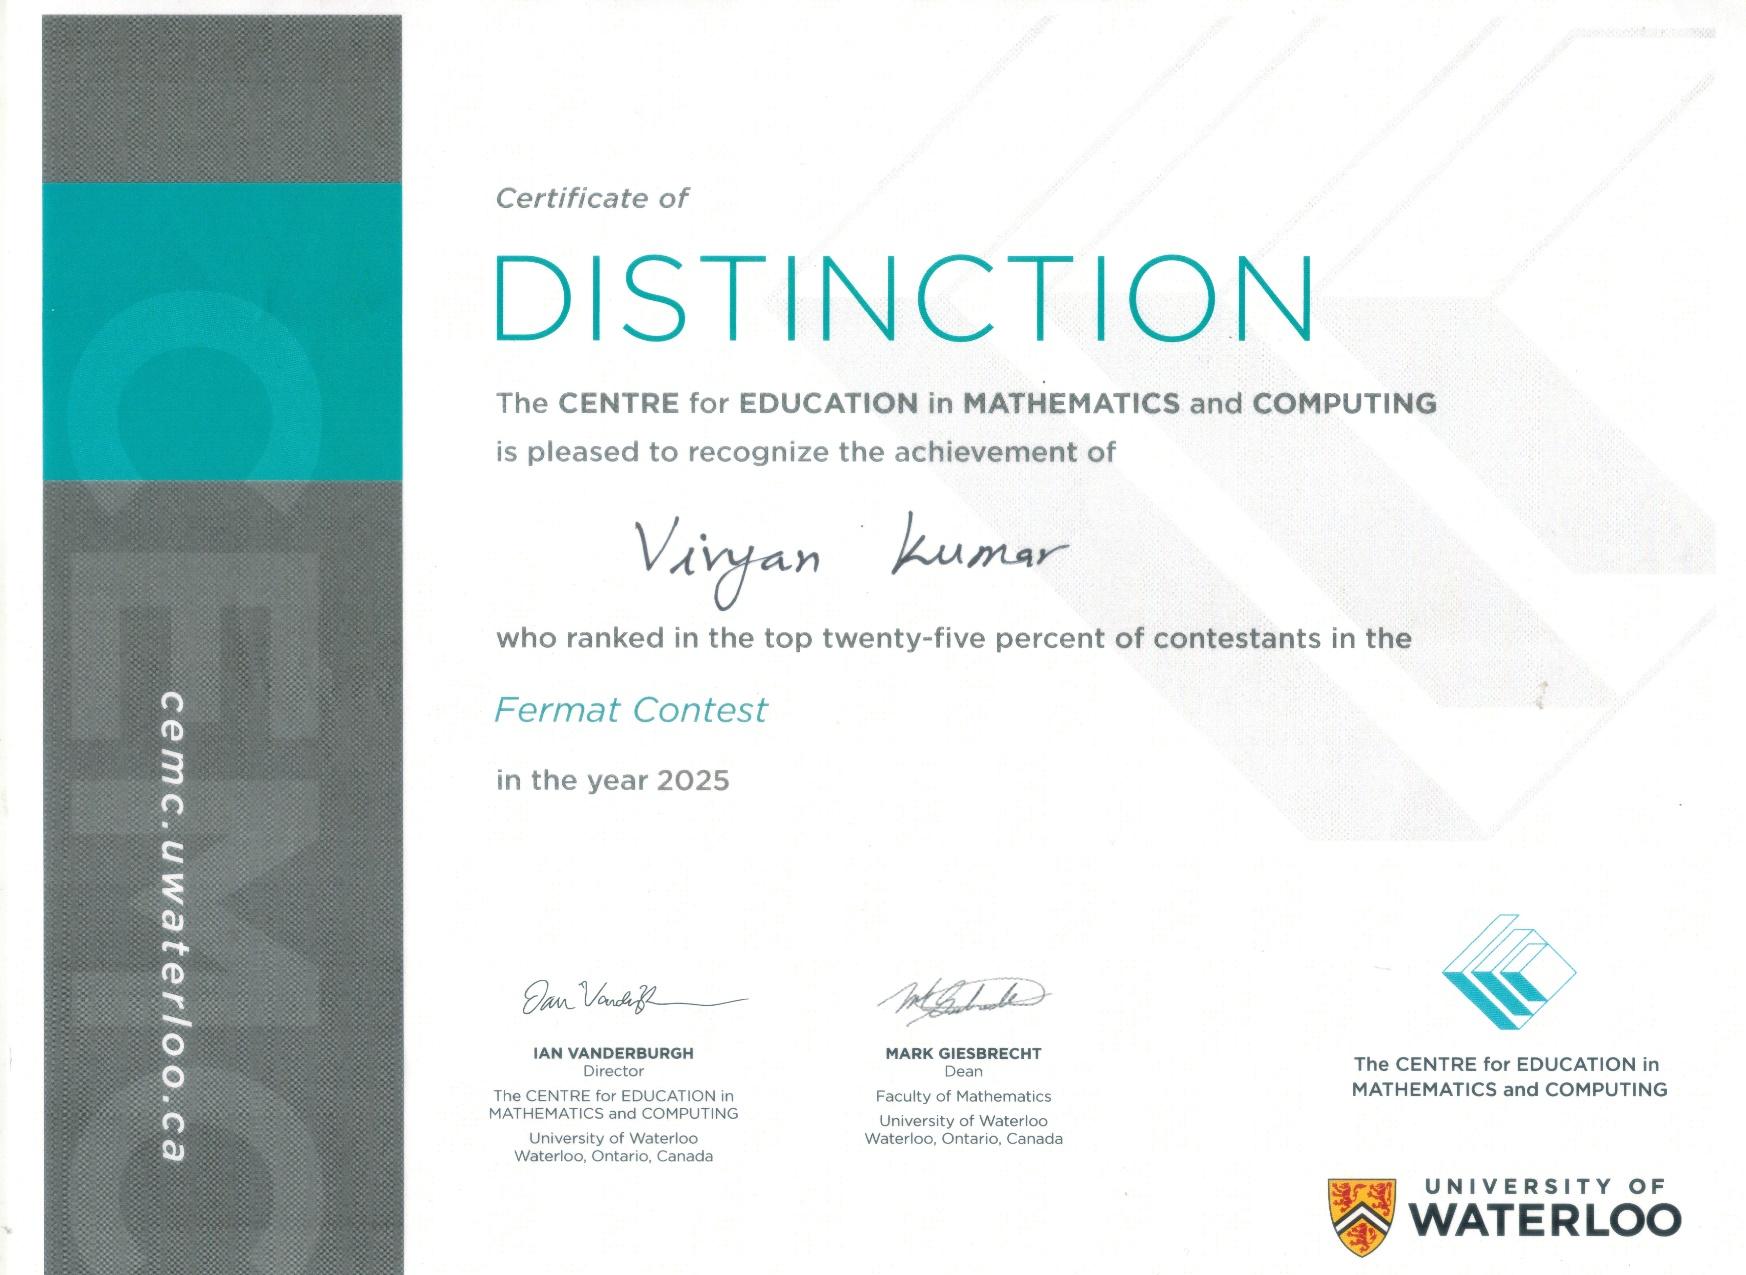 Certificate of
DISTINCTION
The CENTRE for EDUCATION in MATHEMATICS and COMPUTING
is pleased to recognize the achievement of
Vivyan Kumar
who ranked in the top twenty-five percent of contestants in the
Fermat Contest
in the year 2025
CEMC
cemc.uwaterloo.ca
Ian Vanderburgh
IAN VANDERBURGH
Director
The CENTRE for EDUCATION in
MATHEMATICS and COMPUTING
University of Waterloo
Waterloo, Ontario, Canada
MARK GIESBRECHT
Dean
Faculty of Mathematics
University of Waterloo
Waterloo, Ontario, Canada
The CENTRE for EDUCATION in
MATHEMATICS and COMPUTING
UNIVERSITY OF
WATERLOO